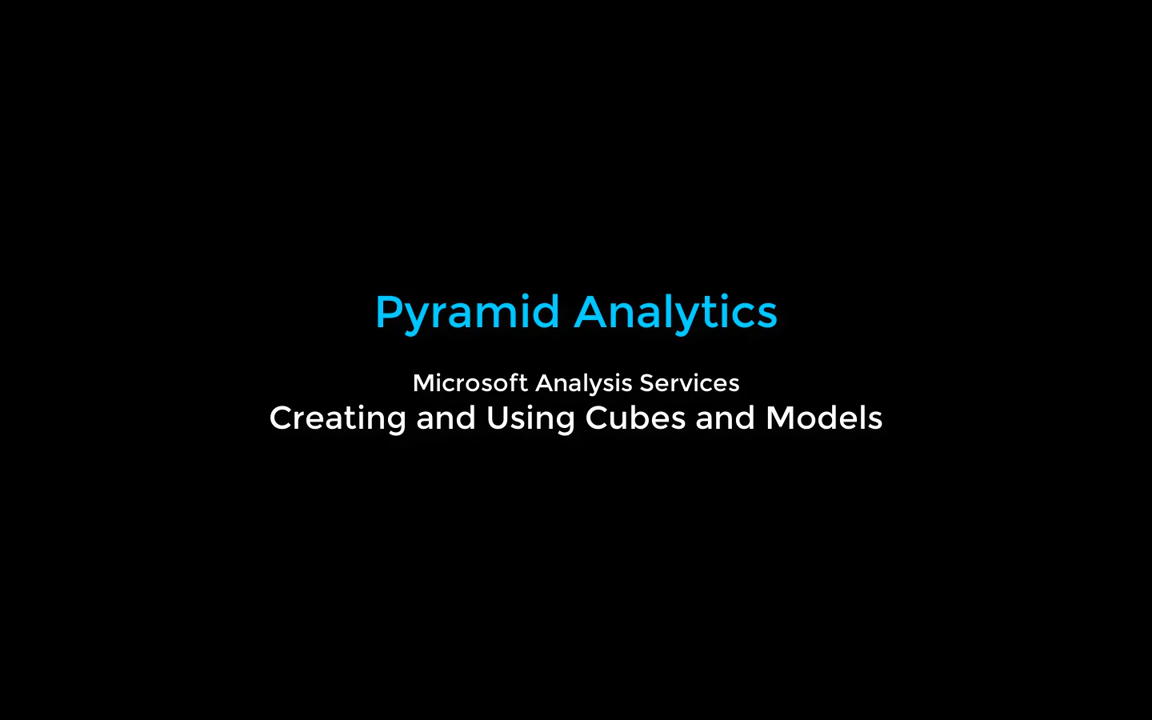 Pyramid Analytics
Microsoft Analysis Services
Creating and Using Cubes and Models